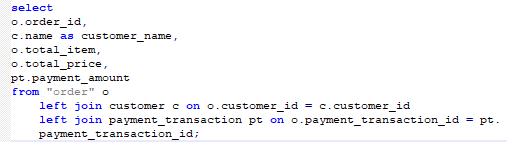 select
o.order_id,
c.name as customer_name,
o.total_item,
o.total_price,
pt.payment_amount
from "order" o
left join customer c on o.customer_id = c.customer_id
left join payment_transaction pt on o.payment_transaction_id = pt.
payment_transaction_id;